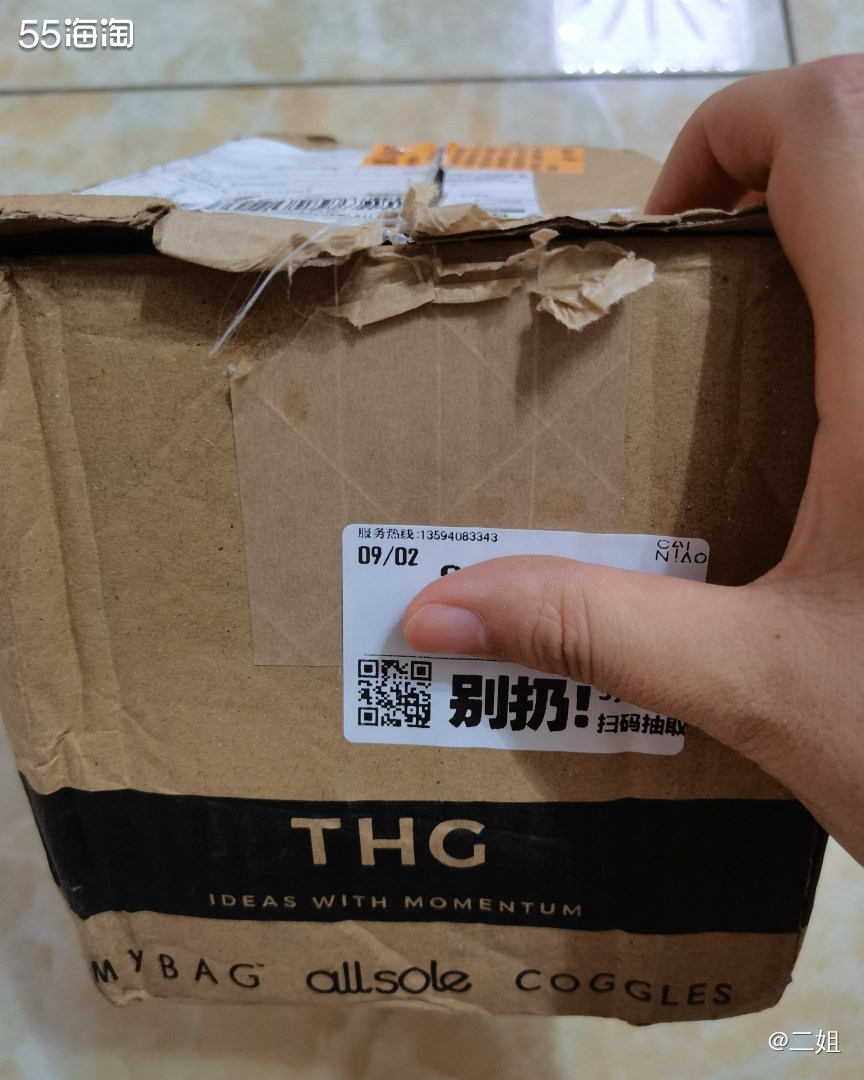 55海淘
服务热线:13594083343
09/02
CAI
NIAO
别扔!
扫码抽取
THG
IDEAS WITH MOMENTUM
MYBAG allsole COGGLES
@二姐